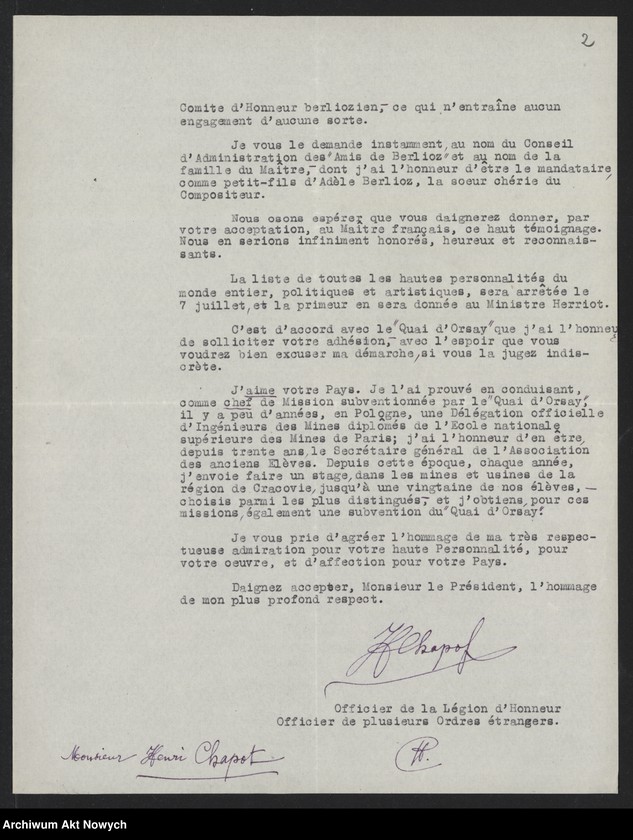 2
Comite d'Honneur berliozien,- ce qui n'entraîne aucun
engagement d'aucune sorte.
Je vous le demande instamment, au nom du Conseil
d'Administration des "Amis de Berlioz" et au nom de la
famille du Maître,- dont j'ai l'honneur d'être le mandataire,
comme petit-fils d'Adèle Berlioz, la soeur chérie du
Compositeur.
Nous osons espérer que vous daignerez donner, par
votre acceptation, au Maître français, ce haut témoignage.
Nous en serions infiniment honorés, heureux et reconnais-
sants.
La liste de toutes les hautes personnalités du
monde entier, politiques et artistiques, sera arrêtée le
7 juillet, et la primeur en sera donnée au Ministre Herriot.
C'est d'accord avec le "Quai d'Orsay" que j'ai l'honneur
de solliciter votre adhésion,- avec l'espoir que vous
voudrez bien excuser ma démarche, si vous la jugez indis-
crète.
J'aime votre Pays. Je l'ai prouvé en conduisant,
comme chef de Mission subventionnée par le "Quai d'Orsay",
il y a peu d'années, en Pologne, une Délégation officielle
d'Ingénieurs des Mines diplomés de l'Ecole nationale
supérieure des Mines de Paris; j'ai l'honneur d'en être,
depuis trente ans, le Secrétaire général de l'Association
des anciens Elèves. Depuis cette époque, chaque année,
j'envoie faire un stage, dans les mines et usines de la
région de Cracovie, jusqu'à une vingtaine de nos élèves, —
choisis parmi les plus distingués,- et j'obtiens, pour ces
missions, également une subvention du "Quai d'Orsay".
Je vous prie d'agréer l'hommage de ma très respec-
tueuse admiration pour votre haute Personnalité, pour
votre oeuvre, et d'affection pour votre Pays.
Daignez accepter, Monsieur le Président, l'hommage
de mon plus profond respect.
HChapot
Officier de la Légion d'Honneur
Officier de plusieurs Ordres étrangers.
Monsieur Henri Chapot
H.
Archiwum Akt Nowych